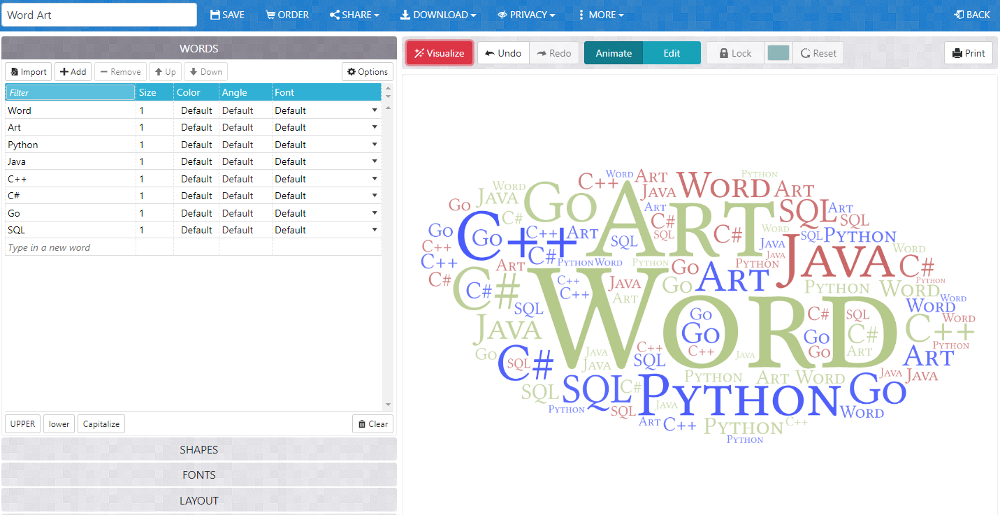 Word Art SAVE ORDER SHARE DOWNLOAD PRIVACY MORE BACK
WORDS
Visualize Undo Redo Animate Edit Lock Reset Print
Import Add Remove Up Down Options
Filter Size Color Angle Font
Word 1 Default Default Default
Art 1 Default Default Default
Python 1 Default Default Default
Java 1 Default Default Default
C++ 1 Default Default Default
C# 1 Default Default Default
Go 1 Default Default Default
SQL 1 Default Default Default
Type in a new word
UPPER lower Capitalize Clear
SHAPES
FONTS
LAYOUT
C++ Word Art Word Python
Word Java Go Art Java Art
Go C# Art SQL Art SQL
Go C++ Go C++ Art SQL C# SQL C# Word SQL Python
C++ C# Java Java Word
C++ Art Python Word Python Go Python Java C#
C# C# C# C++ C++ Java Art Go Art Python Word Python
SQL Word Go C# SQL Word Word
Java Go C# Go C++ Word
Go Java C++ C++ Java Go Art Python
C# SQL Java SQL Art
SQL SQL C# Python Art Word Go Java Java
Python SQL Java Python Word
Art C++ Python C++
Python